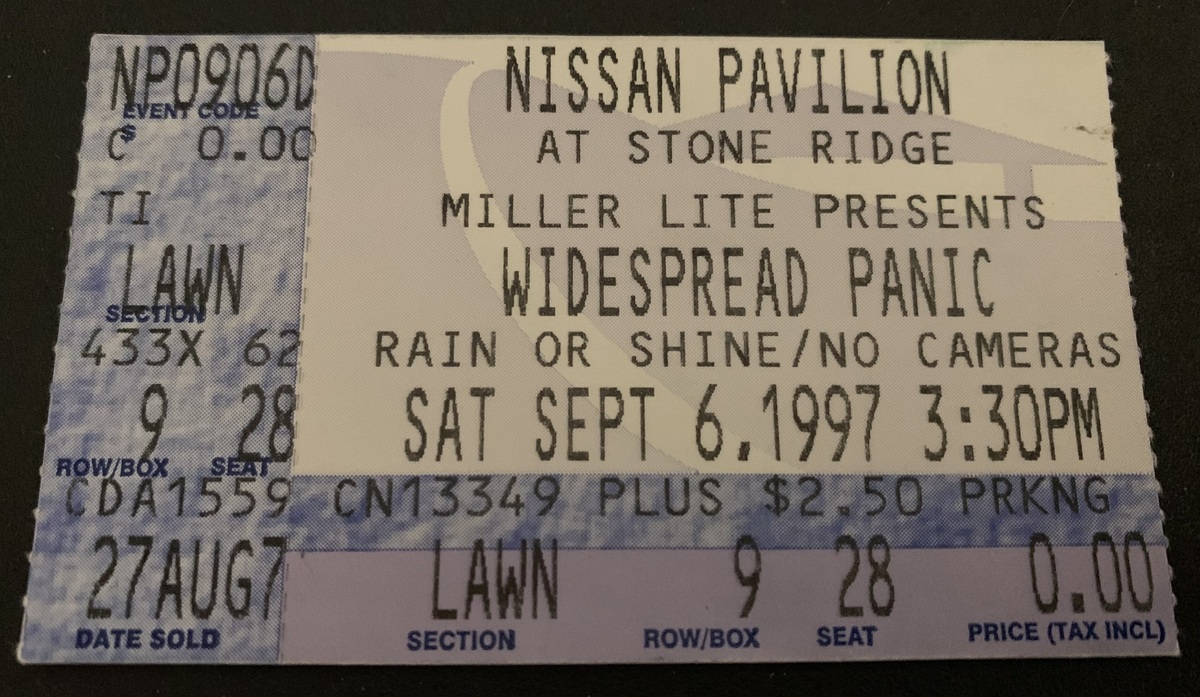 NP0906D
EVENT CODE
$
C 0.00
TI
LAWN
SECTION
433X 62
9 28
ROW/BOX SEAT
CDA1559
27AUG7
DATE SOLD
NISSAN PAVILION
AT STONE RIDGE
MILLER LITE PRESENTS
WIDESPREAD PANIC
RAIN OR SHINE/NO CAMERAS
SAT SEPT 6.1997 3:30PM
CN13349 PLUS $2.50 PRKNG
LAWN 9 28 0.00
SECTION ROW/BOX SEAT PRICE (TAX INCL)